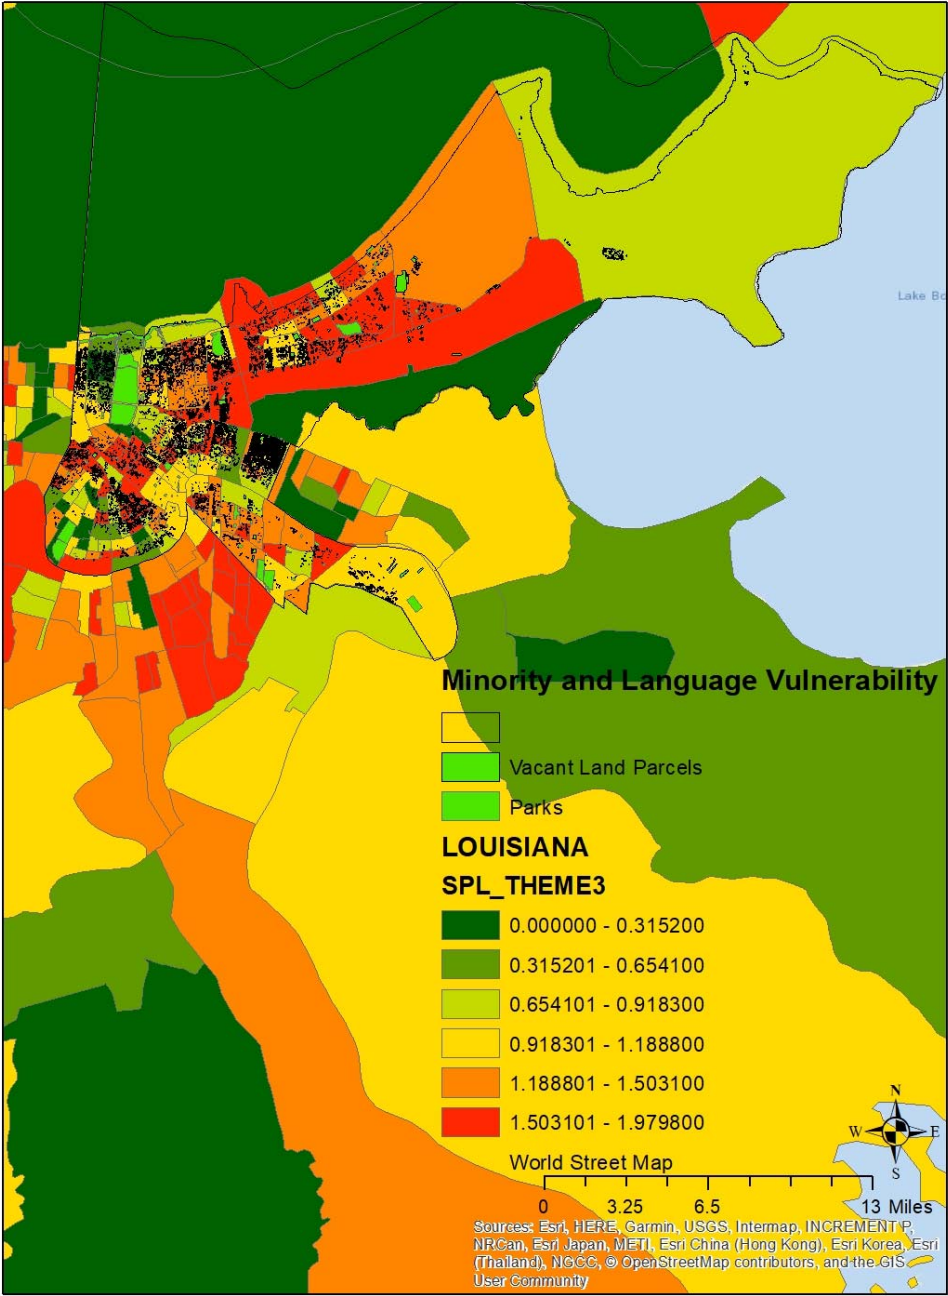 Lake Bo
Minority and Language Vulnerability
Vacant Land Parcels
Parks
LOUISIANA
SPL_THEME3
0.000000 - 0.315200
0.315201 - 0.654100
0.654101 - 0.918300
0.918301 - 1.188800
1.188801 - 1.503100
1.503101 - 1.979800
N
W E
S
World Street Map
0 3.25 6.5 13 Miles
Sources: Esri, HERE, Garmin, USGS, Intermap, INCREMENT P,
NRCan, Esri Japan, METI, Esri China (Hong Kong), Esri Korea, Esri
(Thailand), NGCC, © OpenStreetMap contributors, and the GIS
User Community